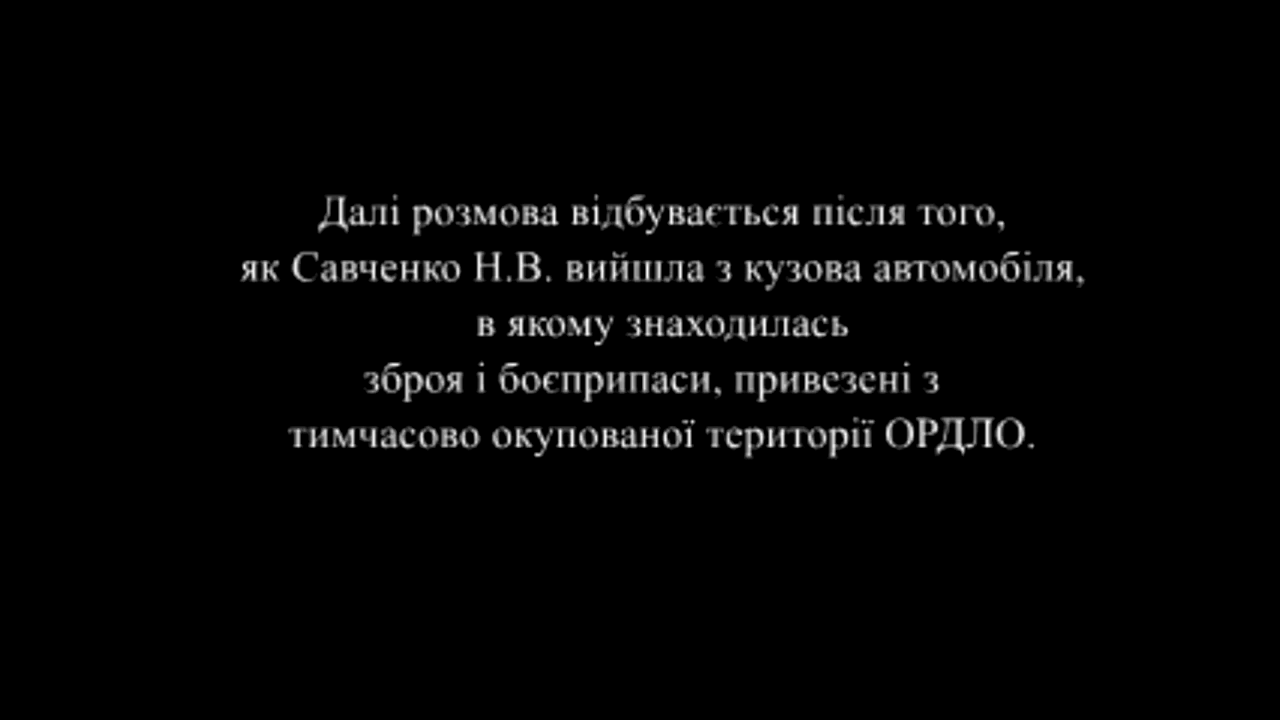 Далі розмова відбувається після того,
як Савченко Н.В. вийшла з кузова автомобіля,
в якому знаходилась
зброя і боєприпаси, привезені з
тимчасово окупованої території ОРДЛО.